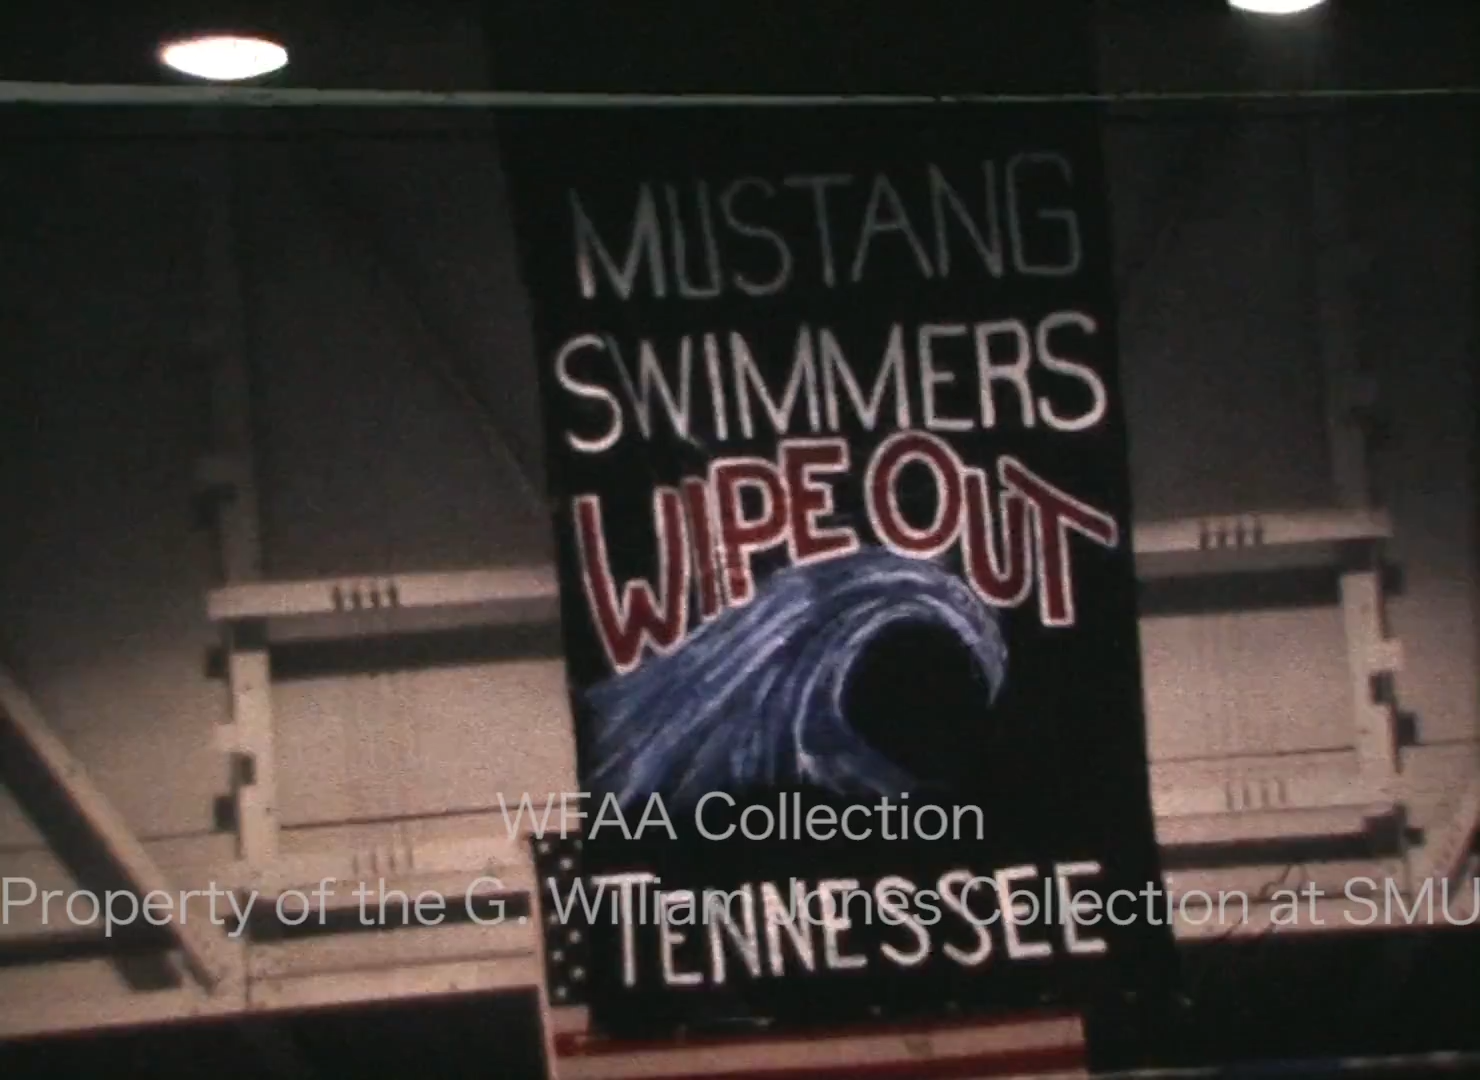 MUSTANG
SWIMMERS
WIPE OUT
WFAA Collection
Property of the G. William Jones Collection at SMU
TENNESSEE